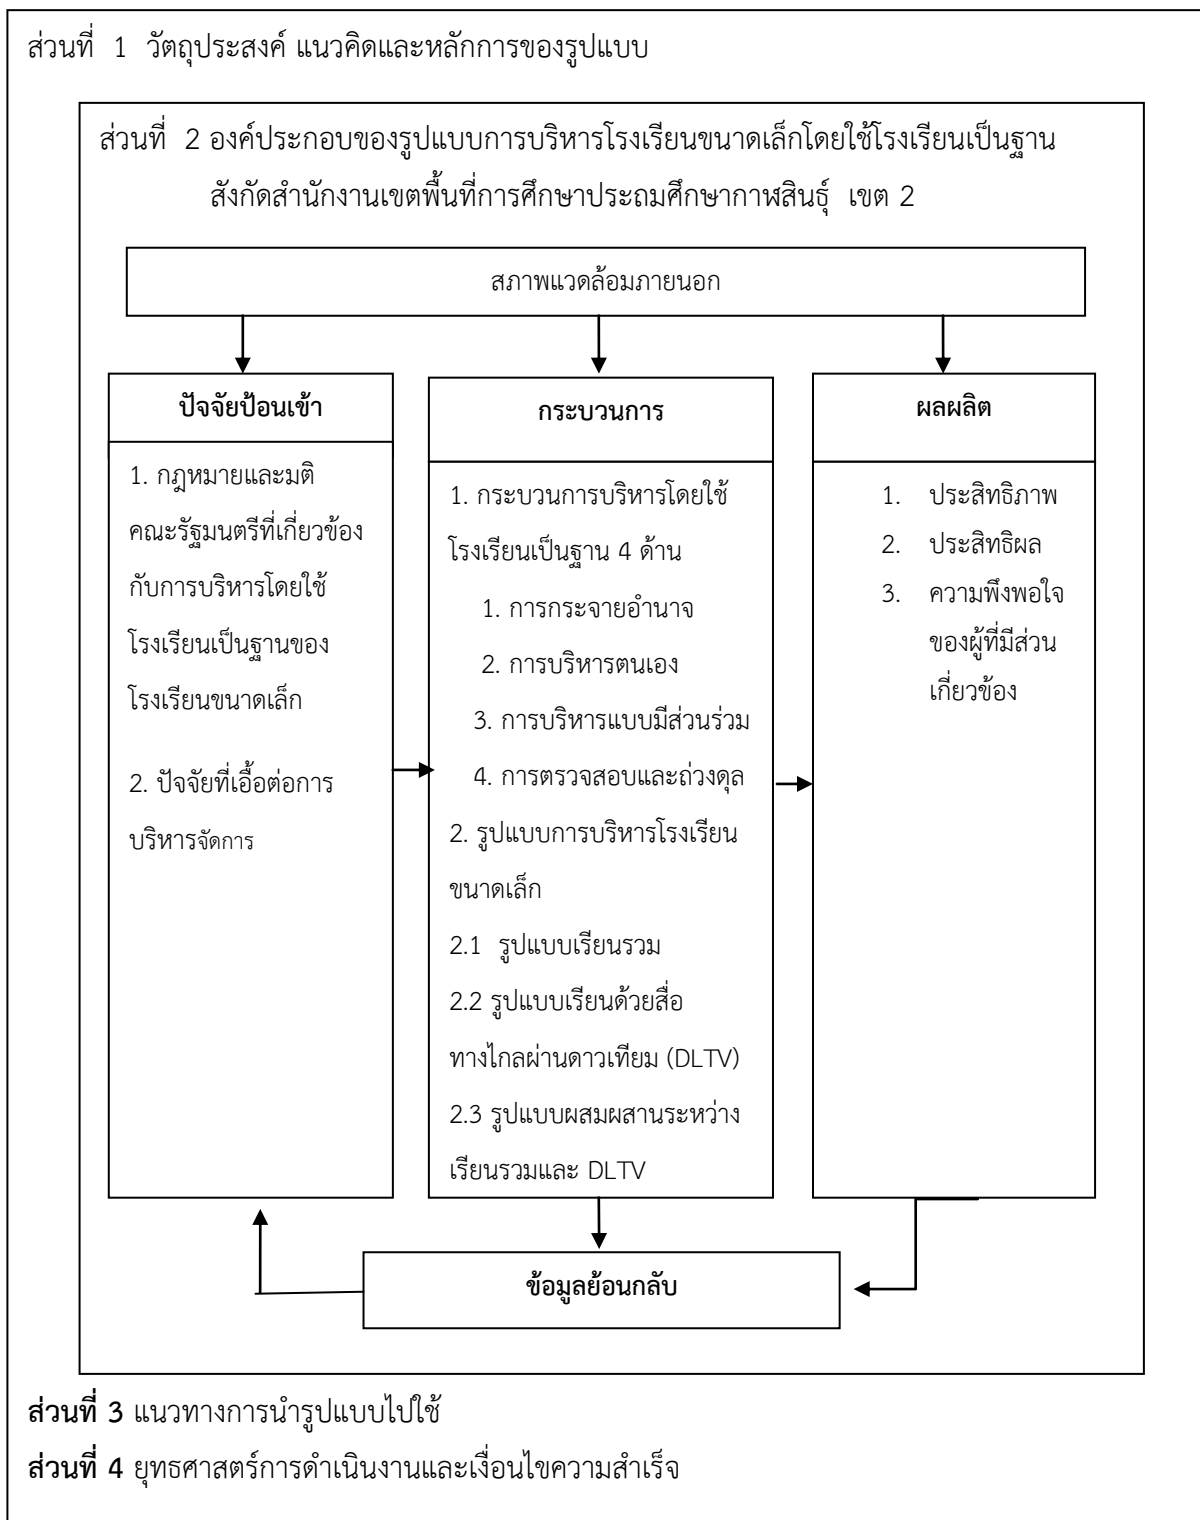 ส่วนที่ 1 วัตถุประสงค์ แนวคิดและหลักการของรูปแบบ
ส่วนที่ 2 องค์ประกอบของรูปแบบการบริหารโรงเรียนขนาดเล็กโดยใช้โรงเรียนเป็นฐาน
สังกัดสำนักงานเขตพื้นที่การศึกษาประถมศึกษากาฬสินธุ์ เขต 2
สภาพแวดล้อมภายนอก
ปัจจัยป้อนเข้า
1. กฎหมายและมติ
คณะรัฐมนตรีที่เกี่ยวข้อง
กับการบริหารโดยใช้
โรงเรียนเป็นฐานของ
โรงเรียนขนาดเล็ก
2. ปัจจัยที่เอื้อต่อการ
บริหารจัดการ
กระบวนการ
1. กระบวนการบริหารโดยใช้
โรงเรียนเป็นฐาน 4 ด้าน
1. การกระจายอำนาจ
2. การบริหารตนเอง
3. การบริหารแบบมีส่วนร่วม
4. การตรวจสอบและถ่วงดุล
2. รูปแบบการบริหารโรงเรียน
ขนาดเล็ก
2.1 รูปแบบเรียนรวม
2.2 รูปแบบเรียนด้วยสื่อ
ทางไกลผ่านดาวเทียม (DLTV)
2.3 รูปแบบผสมผสานระหว่าง
เรียนรวมและ DLTV
ผลผลิต
1. ประสิทธิภาพ
2. ประสิทธิผล
3. ความพึงพอใจ
ของผู้ที่มีส่วน
เกี่ยวข้อง
ข้อมูลย้อนกลับ
ส่วนที่ 3 แนวทางการนำรูปแบบไปใช้
ส่วนที่ 4 ยุทธศาสตร์การดำเนินงานและเงื่อนไขความสำเร็จ